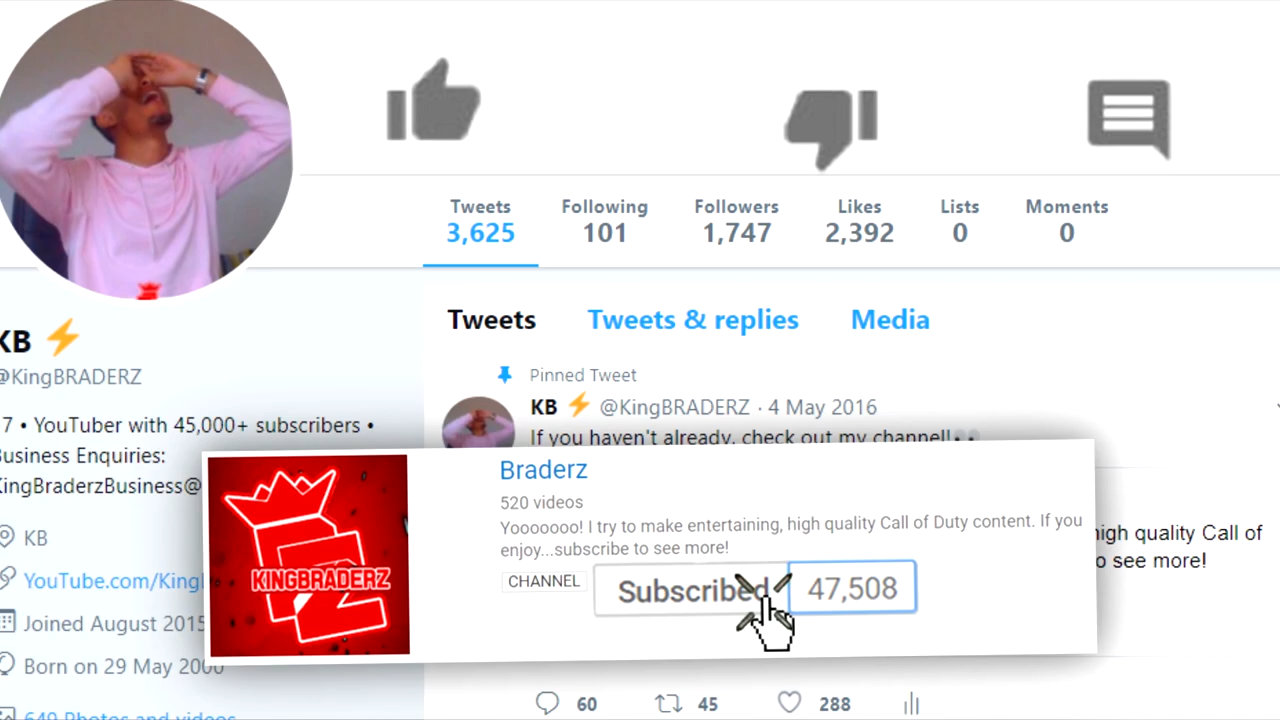 Tweets Following Followers Likes Lists Moments
3,625 101 1,747 2,392 0 0
KB⚡
@KingBRADERZ
7 • YouTuber with 45,000+ subscribers •
Business Enquiries:
KingBraderzBusiness@
KB
YouTube.com/King
Joined August 2015
Born on 29 May 2000
649 Photos and videos
Tweets Tweets & replies Media
Pinned Tweet
KB⚡ @KingBRADERZ · 4 May 2016
If you haven't already, check out my channel!👀
high quality Call of
to see more!
KINGBRADERZ
Braderz
520 videos
Yooooooo! I try to make entertaining, high quality Call of Duty content. If you
enjoy...subscribe to see more!
CHANNEL Subscribed 47,508
60 45 288